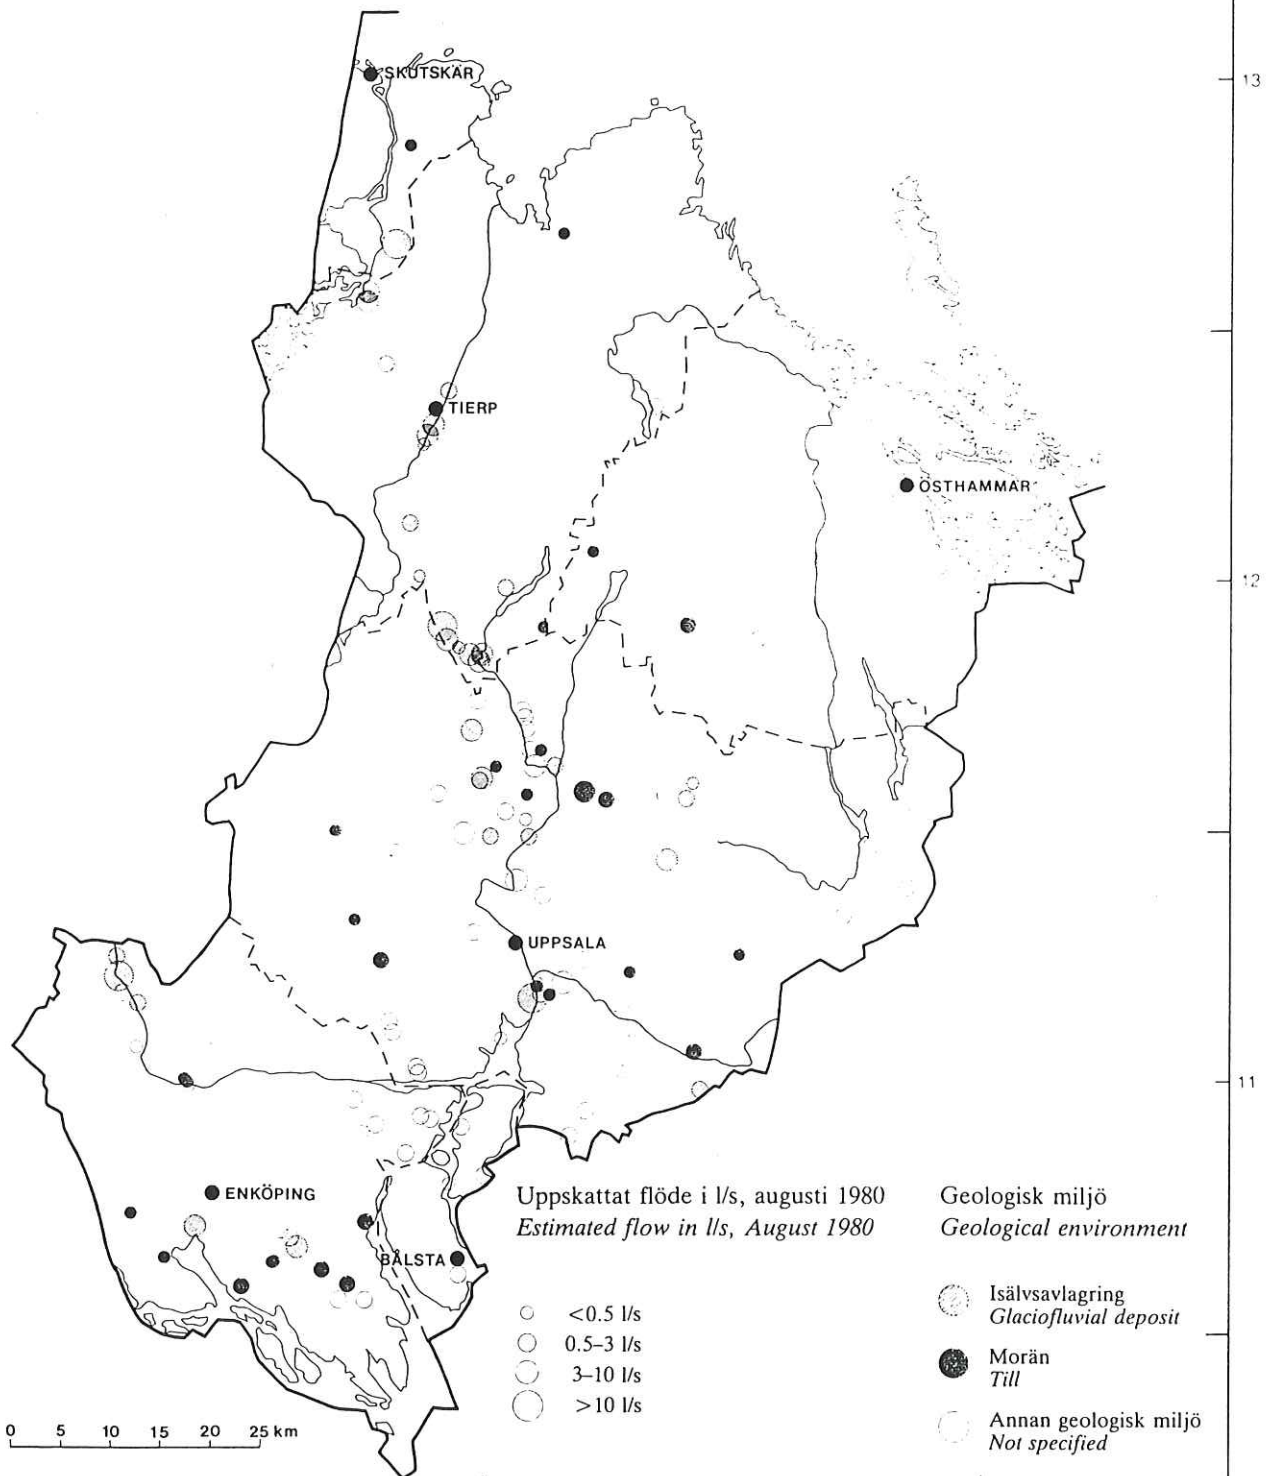 SKUTSKÄR
13
TIERP
ÖSTHAMMAR
12
UPPSALA
11
ENKÖPING
BÅLSTA
Uppskattat flöde i l/s, augusti 1980
Estimated flow in l/s, August 1980
<0.5 l/s
0.5–3 l/s
3–10 l/s
>10 l/s
Geologisk miljö
Geological environment
Isälvsavlagring
Glaciofluvial deposit
Morän
Till
Annan geologisk miljö
Not specified
0 5 10 15 20 25 km